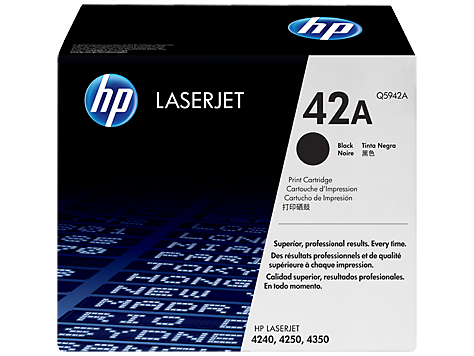 hp
hp
LASERJET
42A
Q5942A
Black Tinta Negra
Noire 黑色
Print Cartridge
Cartouche d'Impression
Cartucho de Impresión
打印硒鼓
Superior, professional results. Every time.
Des résultats professionnels et de qualité
supérieure à chaque impression.
Calidad superior, resultados profesionales.
En todo momento.
HP LASERJET
4240, 4250, 4350